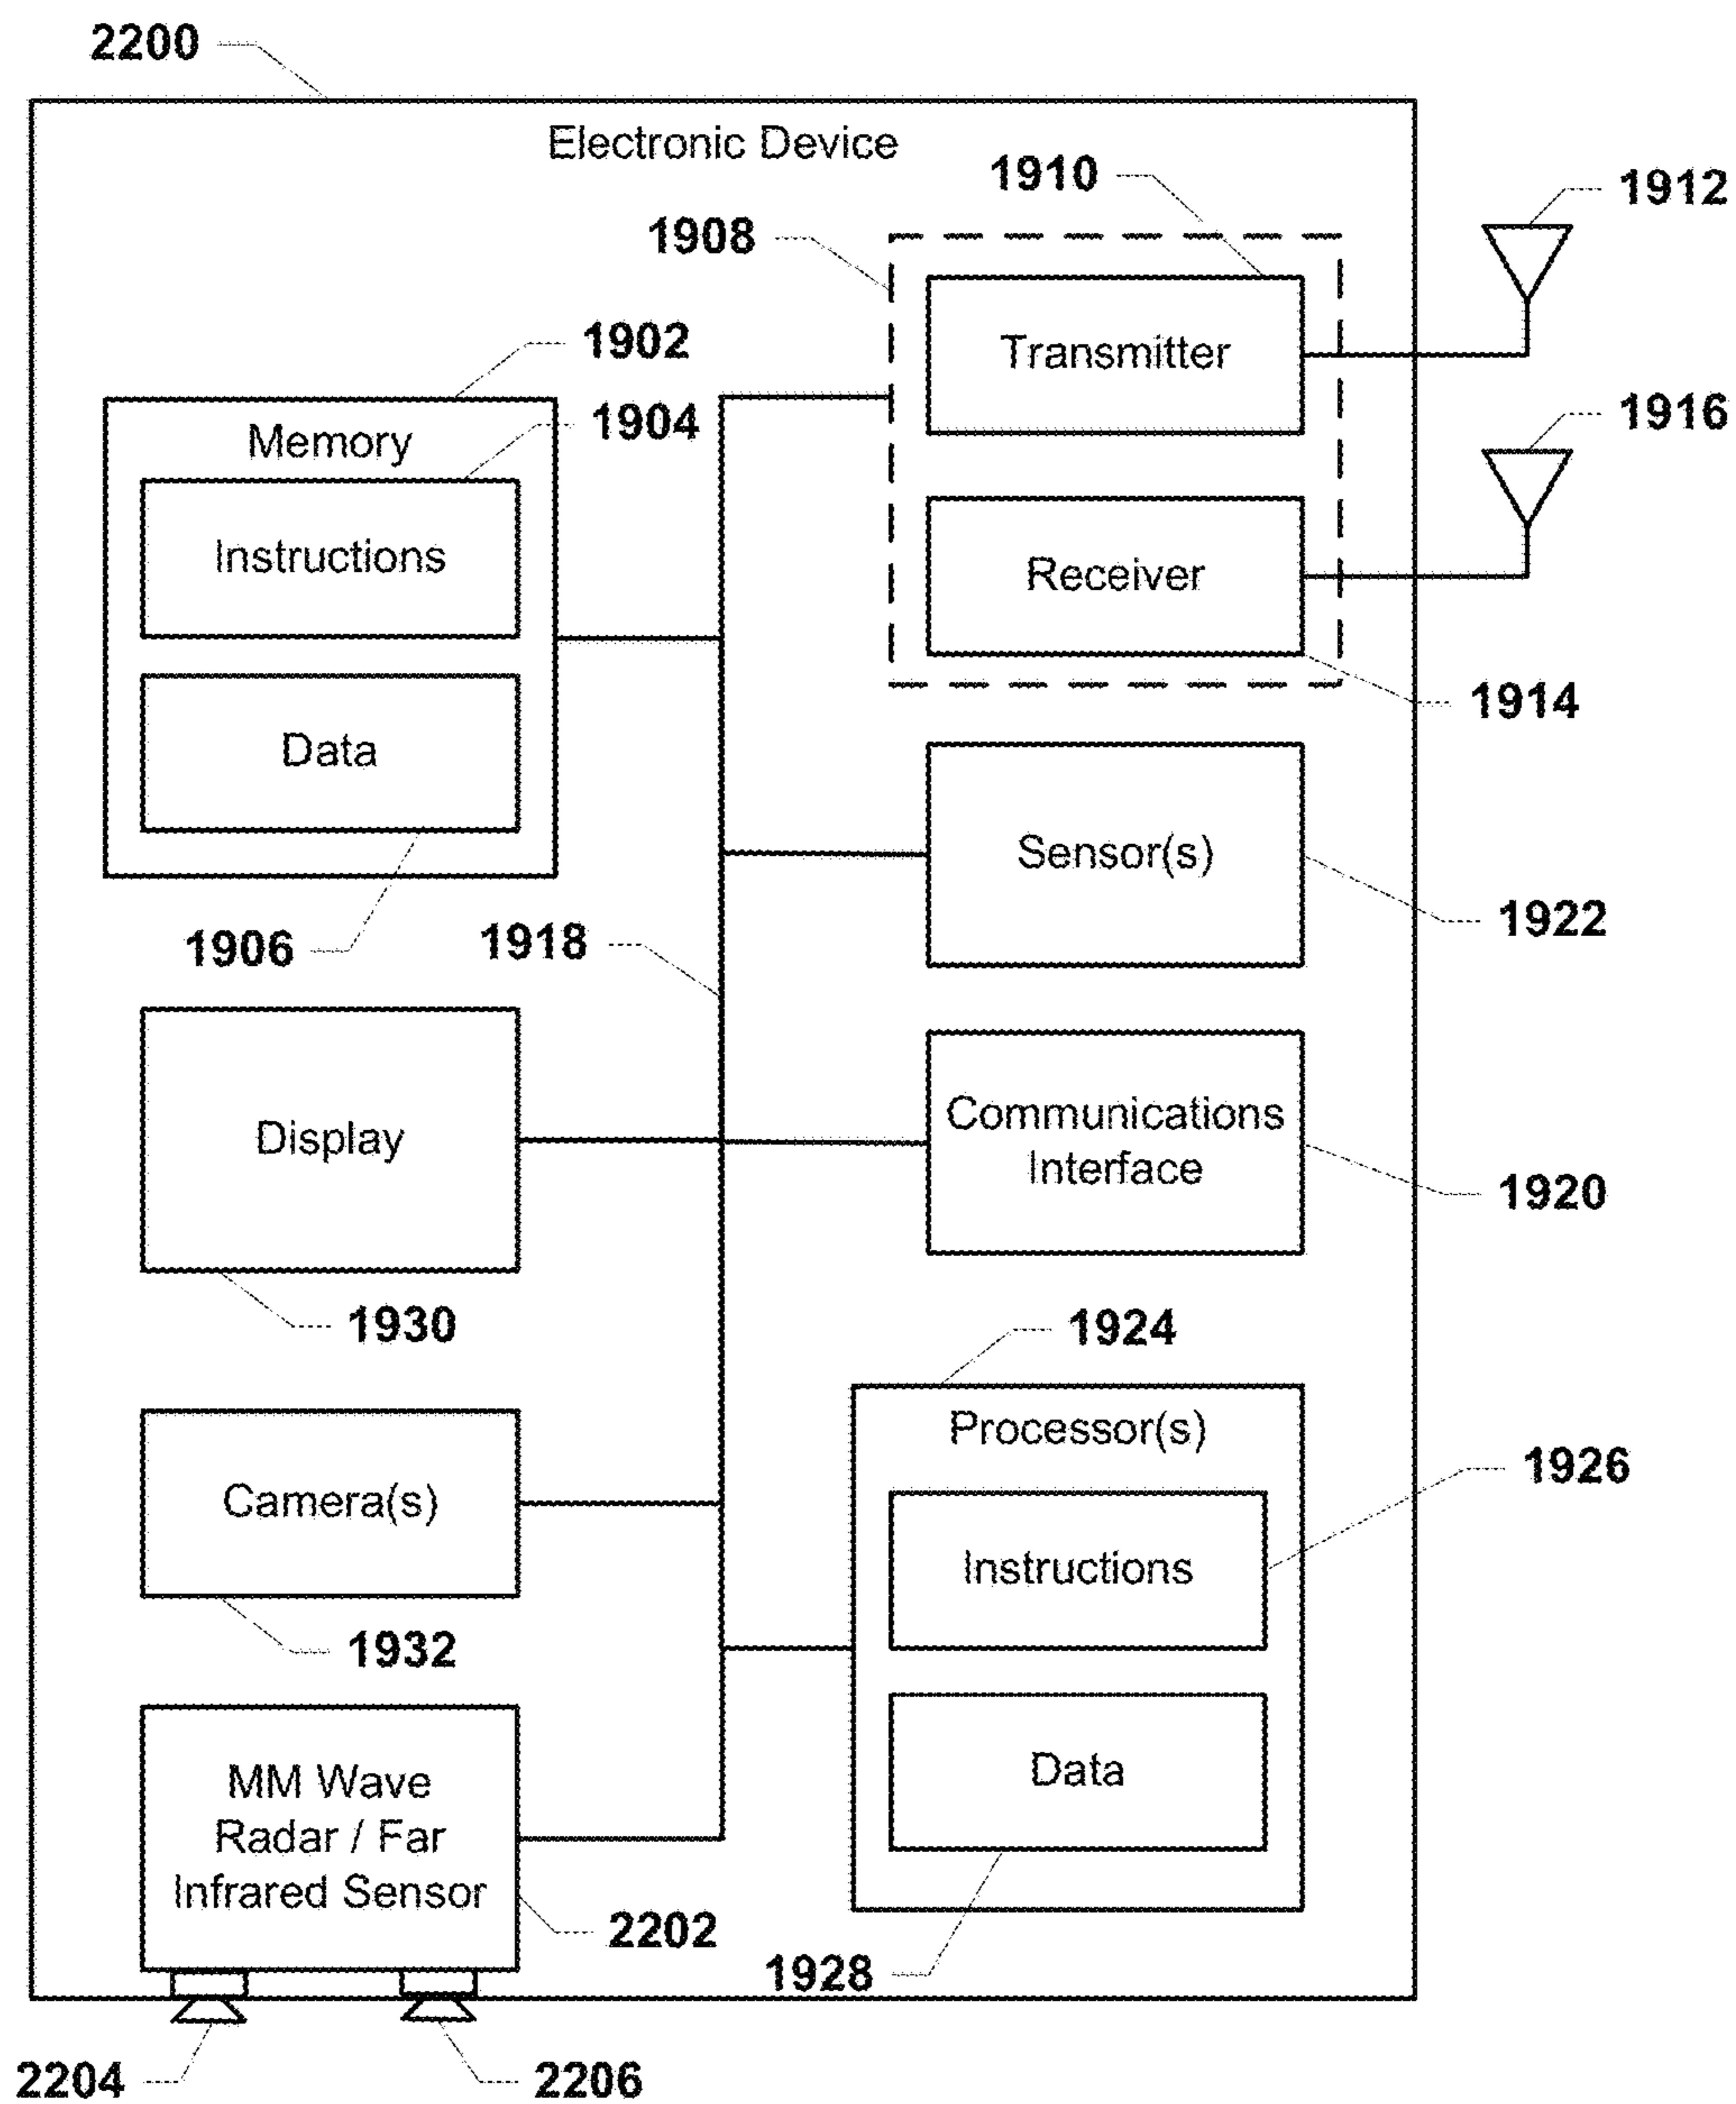 2200
Electronic Device
1910
1912
1908
Transmitter
1902
1904
1916
Memory
Instructions
Receiver
1914
Data
Sensor(s)
1922
1906
1918
Display
Communications
Interface
1920
1930
1924
Processor(s)
1926
Camera(s)
Instructions
1932
MM Wave
Radar / Far
Infrared Sensor
Data
2202
1928
2204
2206